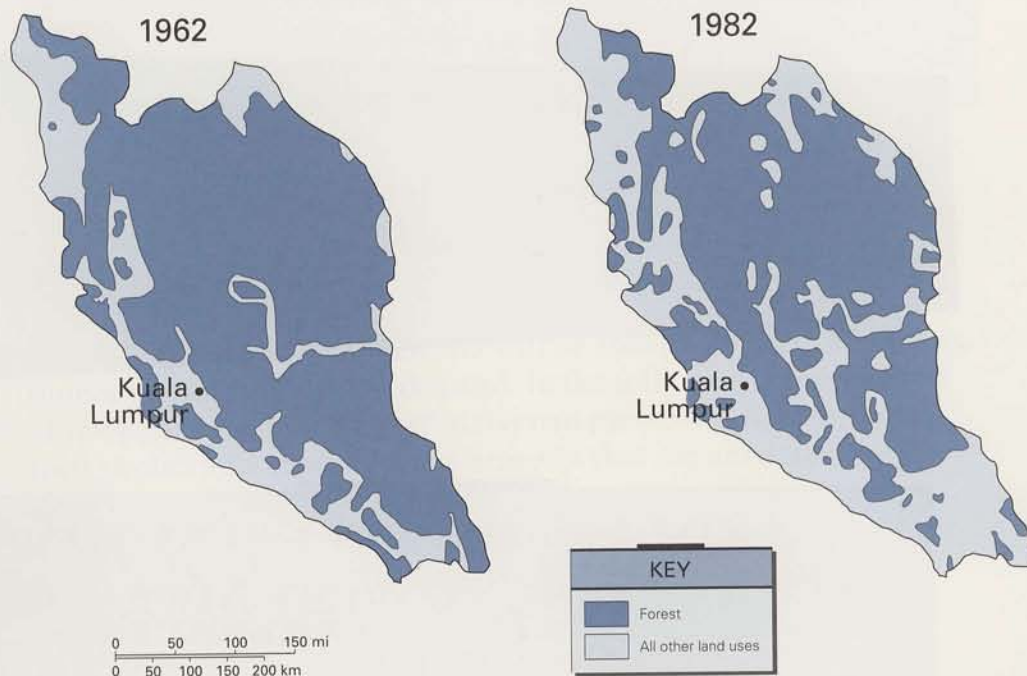 1962
1982
Kuala
Lumpur
Kuala
Lumpur
KEY
Forest
All other land uses
0 50 100 150 mi
0 50 100 150 200 km